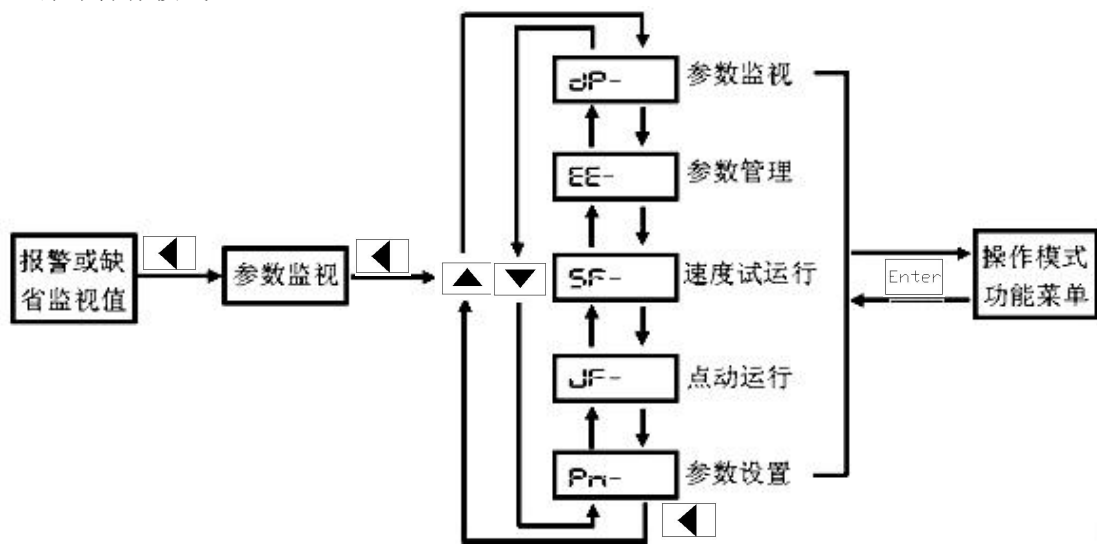 报警或缺
省监视值
参数监视
dP-
参数监视
EE-
参数管理
SF-
速度试运行
JF-
点动运行
Pn-
参数设置
Enter
操作模式
功能菜单